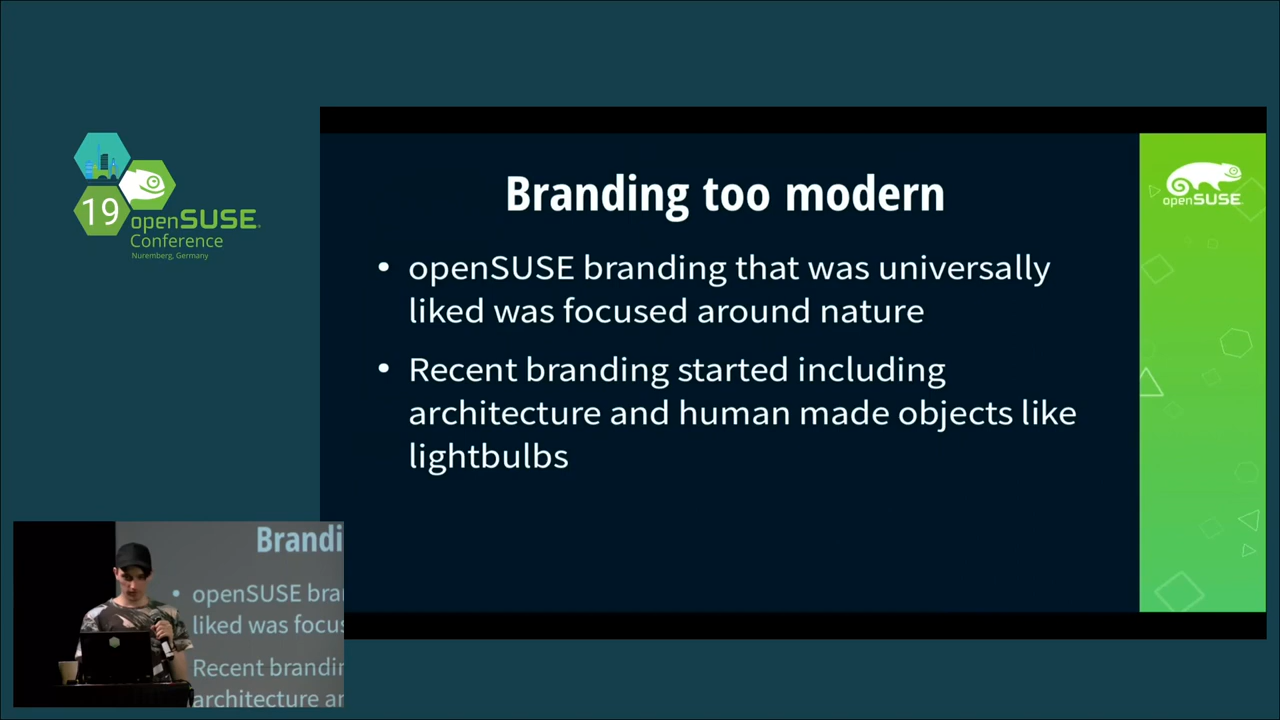 19
openSUSE
Conference
Nuremberg, Germany
Branding too modern
• openSUSE branding that was universally
liked was focused around nature
• Recent branding started including
architecture and human made objects like
lightbulbs
openSUSE
Brandi
• openSUSE bra
liked was focus
Recent brandin
architecture ar